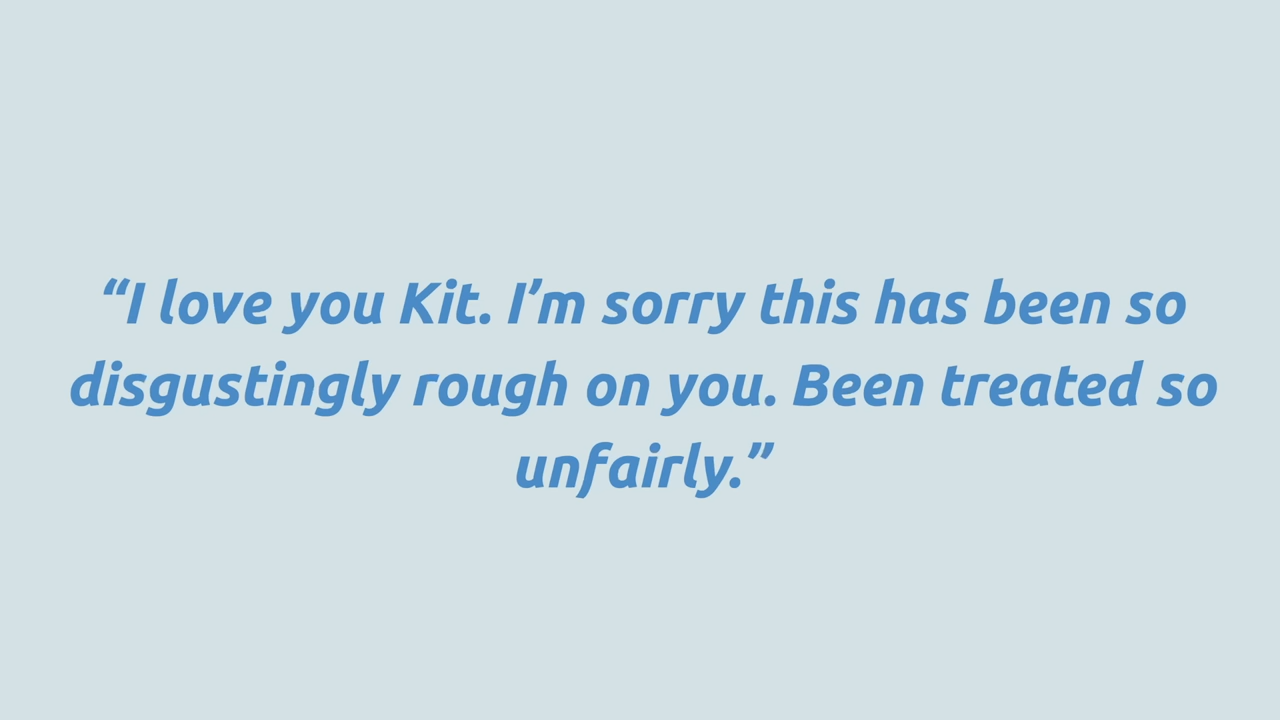 “I love you Kit. I’m sorry this has been so
disgustingly rough on you. Been treated so
unfairly.”